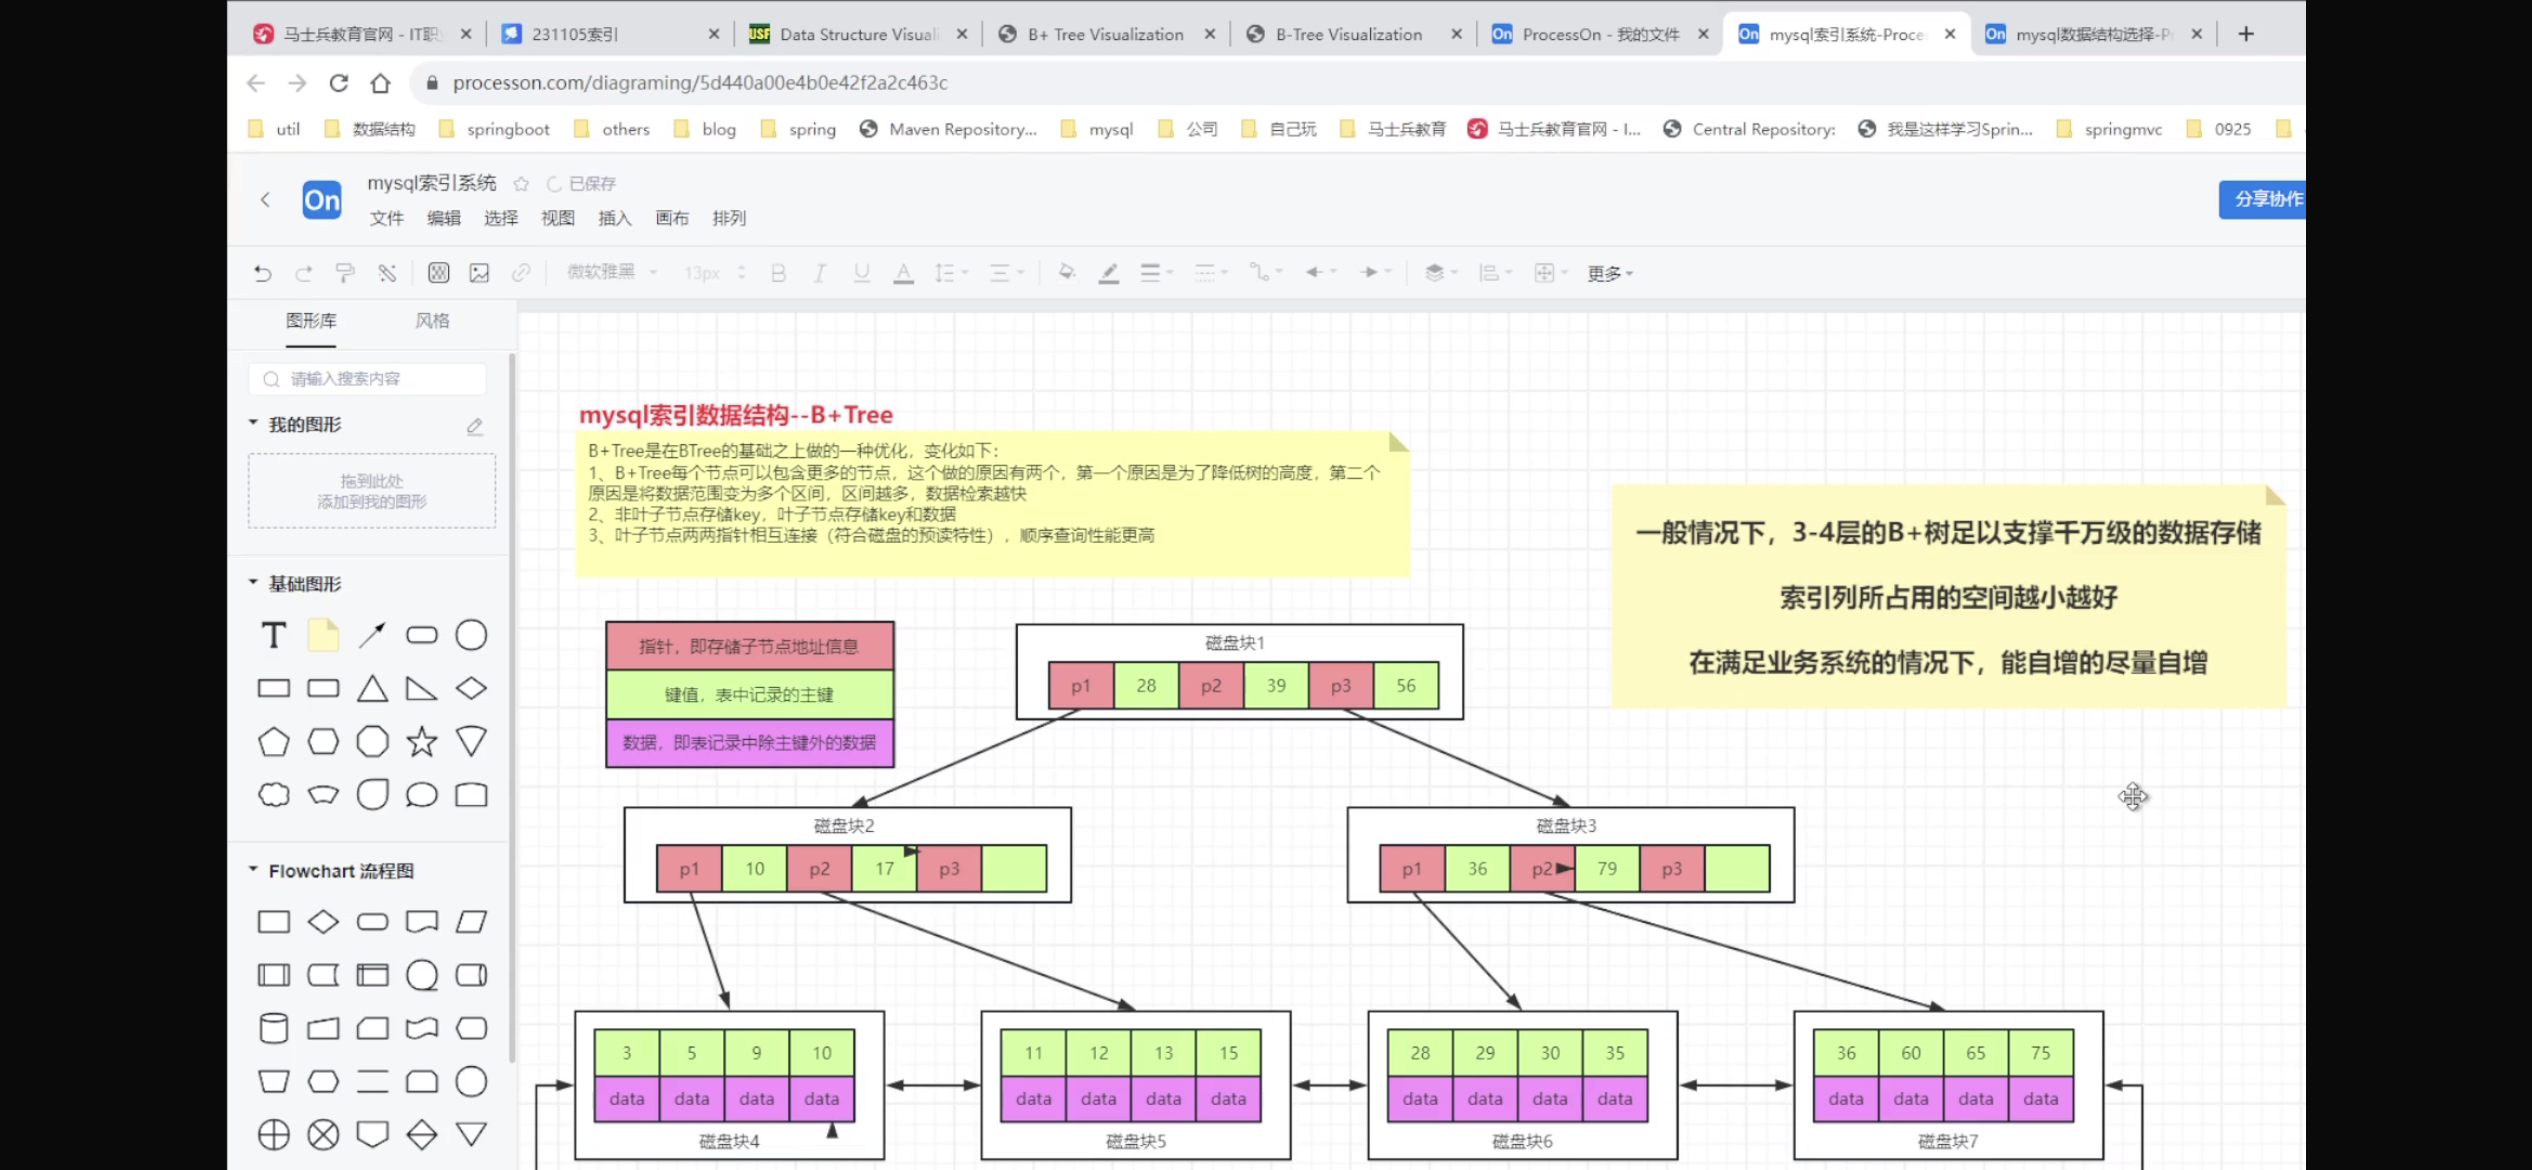 马士兵教育官网 - IT职
231105索引
USF Data Structure Visuali
B+ Tree Visualization
B-Tree Visualization
On ProcessOn - 我的文件
On mysql索引系统-Proce
On mysql数据结构选择-P
processon.com/diagraming/5d440a00e4b0e42f2a2c463c
util
数据结构
springboot
others
blog
spring
Maven Repository...
mysql
公司
自己玩
马士兵教育
马士兵教育官网 - I...
Central Repository:
我是这样学习Sprin...
springmvc
0925
On
mysql索引系统
已保存
文件 编辑 选择 视图 插入 画布 排列
分享协作
微软雅黑
13px
B I U A
更多
图形库
风格
请输入搜索内容
我的图形
拖到此处
添加到我的图形
基础图形
T
Flowchart 流程图
mysql索引数据结构--B+Tree
B+Tree是在BTree的基础之上做的一种优化，变化如下：
1、B+Tree每个节点可以包含更多的节点，这个做的原因有两个，第一个原因是为了降低树的高度，第二个
原因是将数据范围变为多个区间，区间越多，数据检索越快
2、非叶子节点存储key，叶子节点存储key和数据
3、叶子节点两两指针相互连接（符合磁盘的预读特性），顺序查询性能更高
一般情况下，3-4层的B+树足以支撑千万级的数据存储
索引列所占用的空间越小越好
在满足业务系统的情况下，能自增的尽量自增
指针，即存储子节点地址信息
键值，表中记录的主键
数据，即表记录中除主键外的数据
磁盘块1
p1 28 p2 39 p3 56
磁盘块2
p1 10 p2 17 p3
磁盘块3
p1 36 p2 79 p3
3 5 9 10
data data data data
磁盘块4
11 12 13 15
data data data data
磁盘块5
28 29 30 35
data data data data
磁盘块6
36 60 65 75
data data data data
磁盘块7